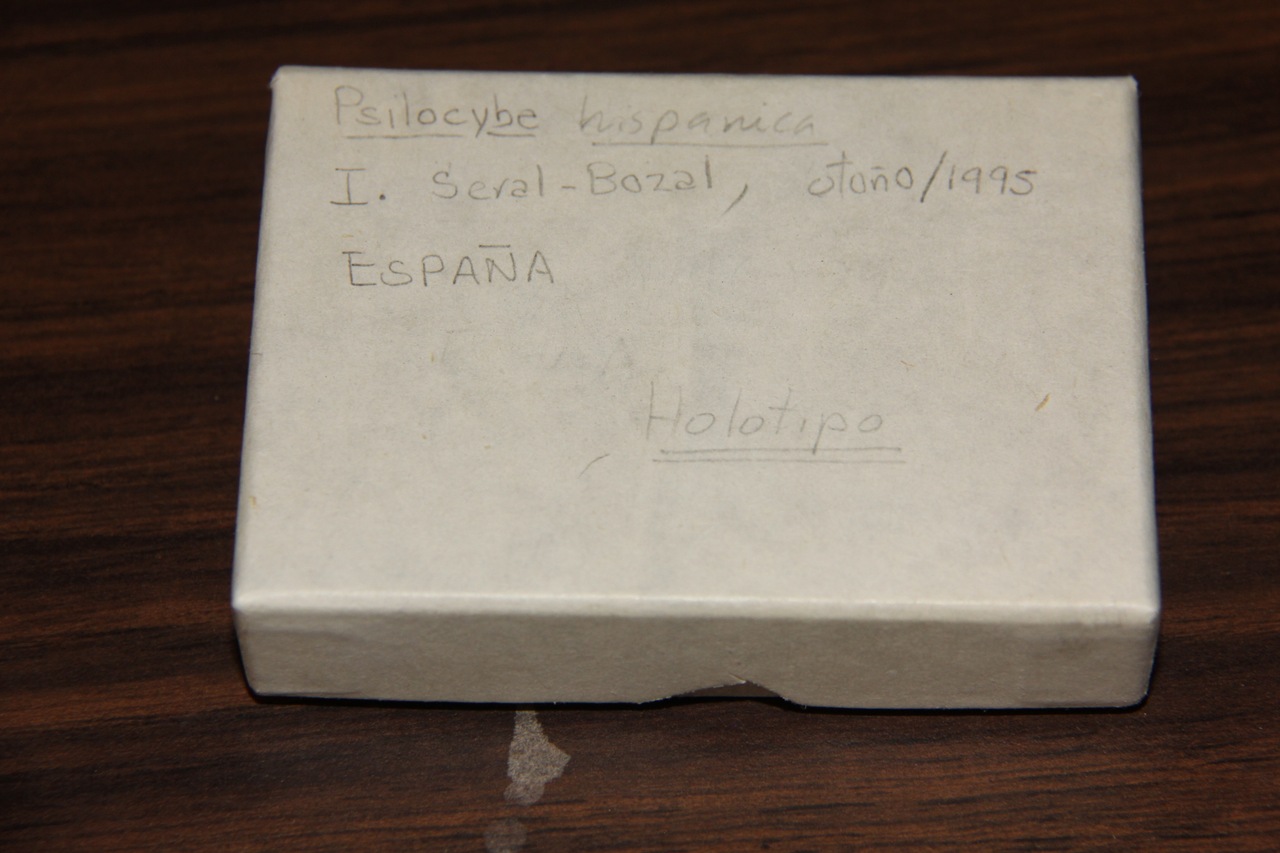 Psilocybe hispanica
I. Seral-Bozal, otoño/1995
ESPAÑA
Holotipo